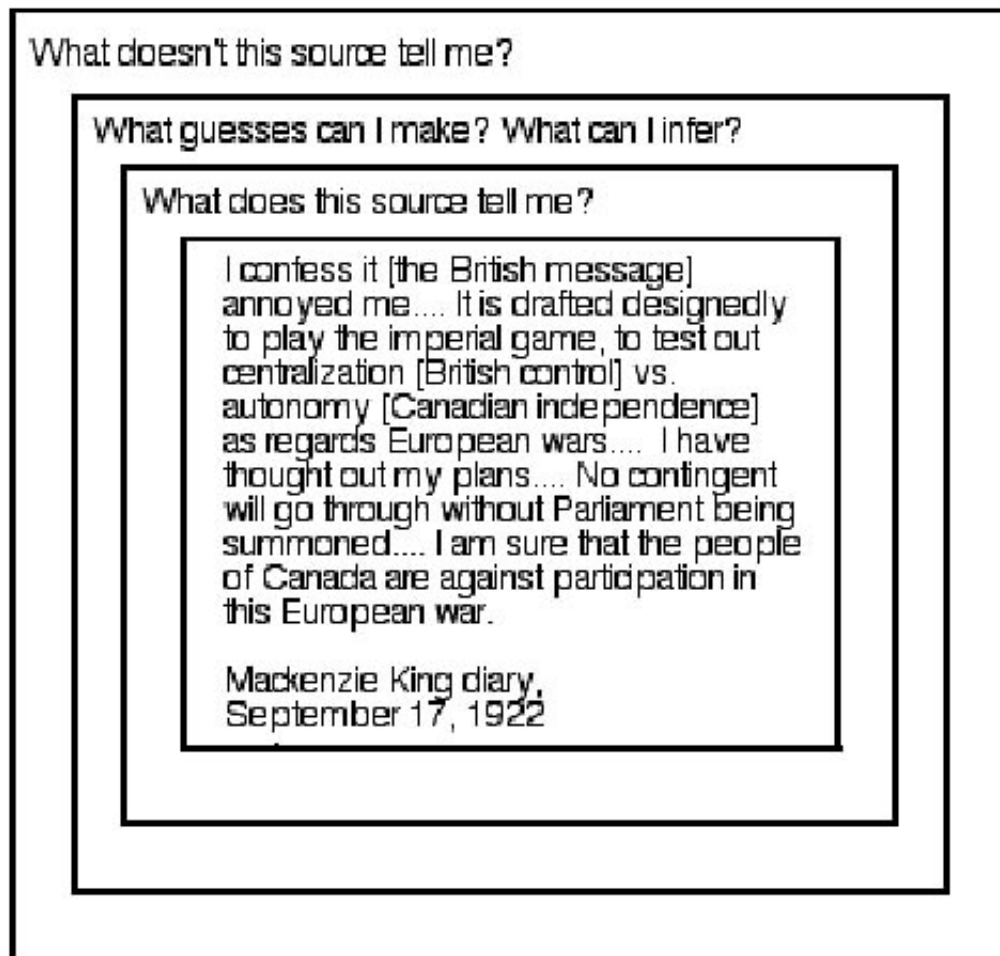 What doesn't this source tell me?
What guesses can I make? What can I infer?
What does this source tell me?
I confess it [the British message]
annoyed me.... It is drafted designedly
to play the imperial game, to test out
centralization [British control] vs.
autonomy [Canadian independence]
as regards European wars.... I have
thought out my plans.... No contingent
will go through without Parliament being
summoned.... I am sure that the people
of Canada are against participation in
this European war.
Mackenzie King diary,
September 17, 1922